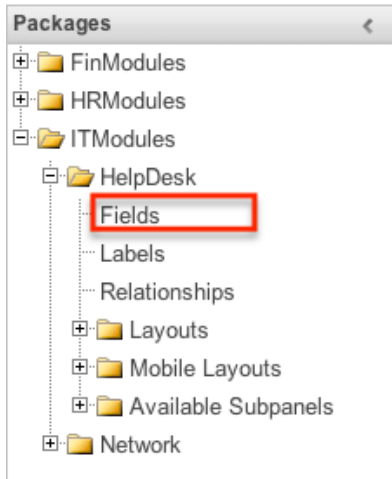 Packages
FinModules
HRModules
ITModules
HelpDesk
Fields
Labels
Relationships
Layouts
Mobile Layouts
Available Subpanels
Network